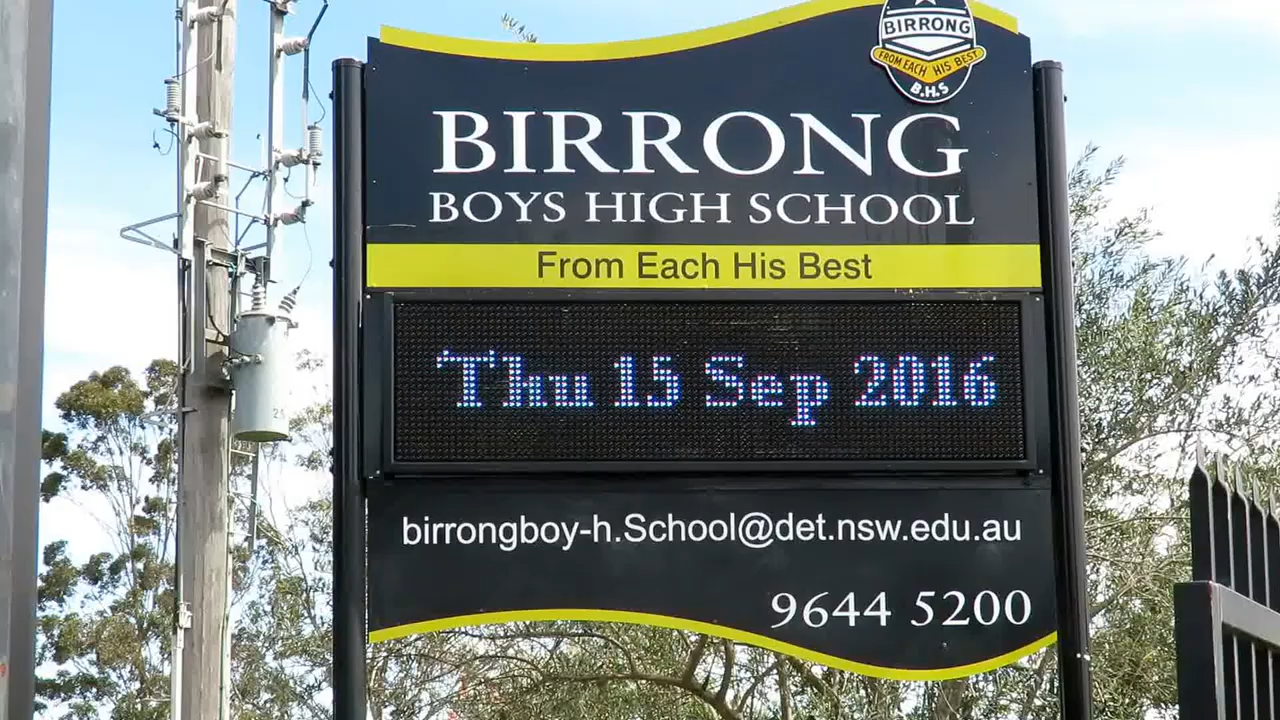 BIRRONG
FROM EACH HIS BEST
B.H.S
BIRRONG
BOYS HIGH SCHOOL
From Each His Best
Thu 15 Sep 2016
birrongboy-h.School@det.nsw.edu.au
9644 5200